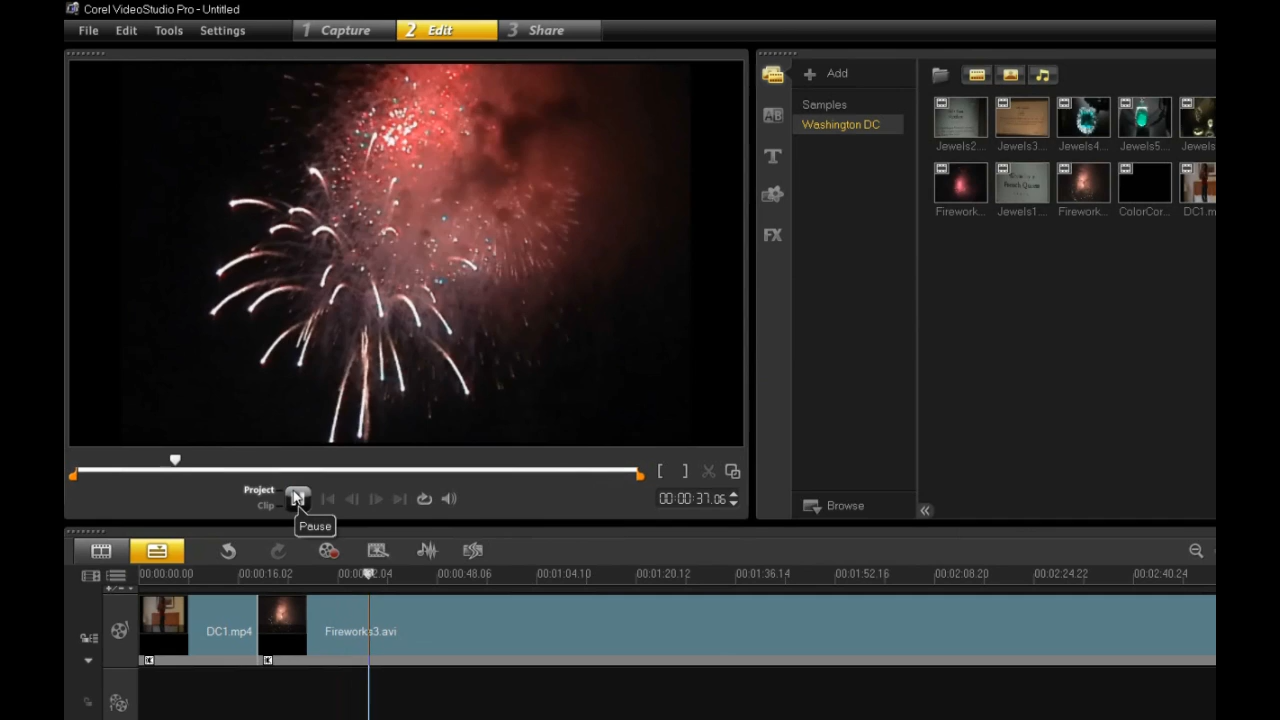 Corel VideoStudio Pro - Untitled
File Edit Tools Settings 1 Capture 2 Edit 3 Share
Add
Samples
Washington DC
Jewels2... Jewels3... Jewels4... Jewels5... Jewels
Firework... Jewels1... Firework... ColorCor... DC1.m
AB
T
FX
Project
Clip
Pause
[ ]
00:00:37.06
Browse
00:00:00.00 00:00:16.02 00:00:32.04 00:00:48.06 00:01:04.10 00:01:20.12 00:01:36.14 00:01:52.16 00:02:08.20 00:02:24.22 00:02:40.24
DC1.mp4 Fireworks3.avi